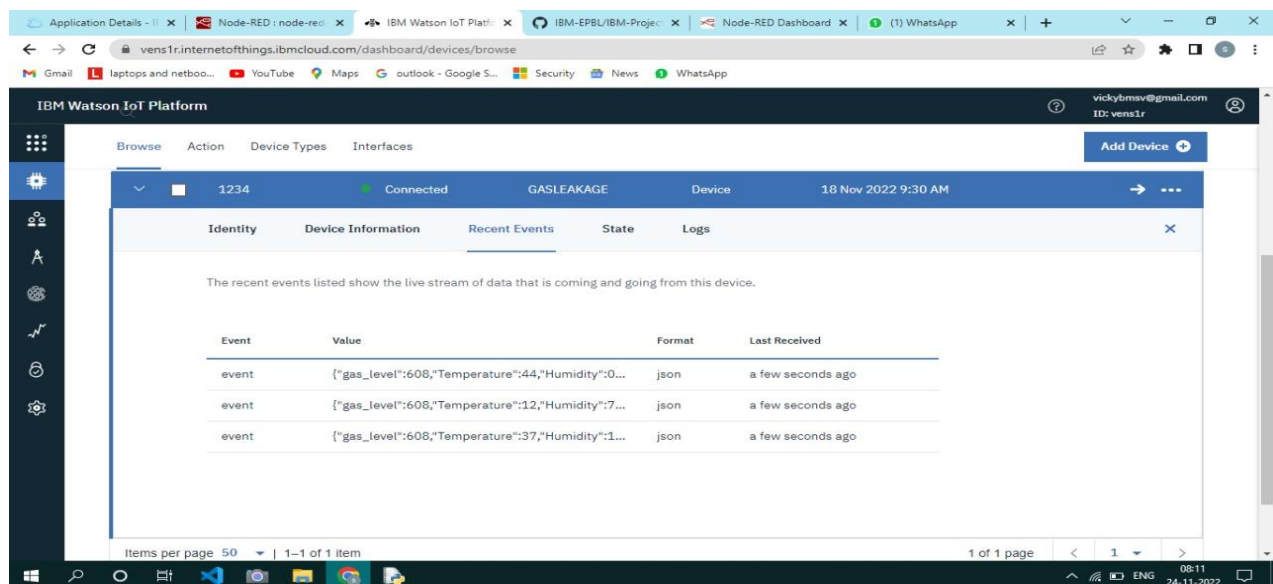 Application Details - I
Node-RED : node-red
IBM Watson IoT Platf
IBM-EPBL/IBM-Projec
Node-RED Dashboard
(1) WhatsApp
vens1r.internetofthings.ibmcloud.com/dashboard/devices/browse
Gmail laptops and netboo... YouTube Maps outlook - Google S... Security News WhatsApp
IBM Watson IoT Platform
vickybmsv@gmail.com
ID: vens1r
Browse Action Device Types Interfaces
Add Device
1234 Connected GASLEAKAGE Device 18 Nov 2022 9:30 AM
Identity Device Information Recent Events State Logs
The recent events listed show the live stream of data that is coming and going from this device.
Event Value Format Last Received
event {"gas_level":608,"Temperature":44,"Humidity":0... json a few seconds ago
event {"gas_level":608,"Temperature":12,"Humidity":7... json a few seconds ago
event {"gas_level":608,"Temperature":37,"Humidity":1... json a few seconds ago
Items per page 50 | 1–1 of 1 item 1 of 1 page < 1 >
ENG 08:11
24-11-2022